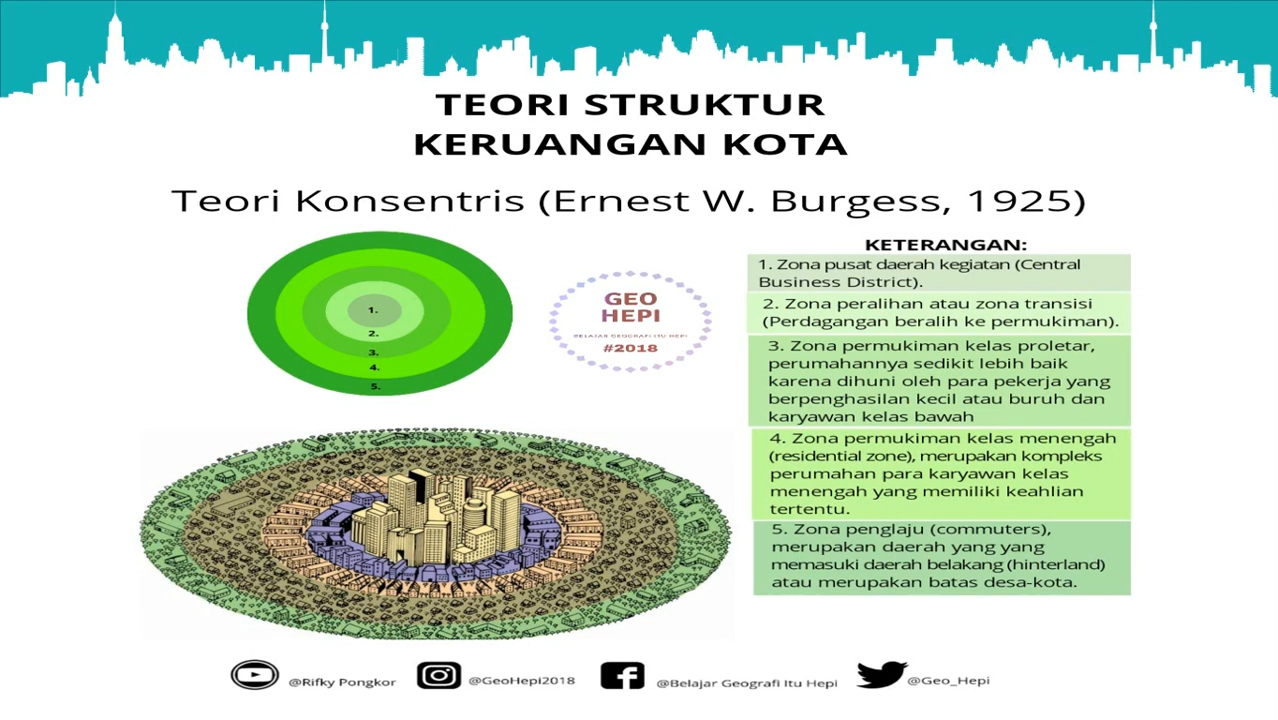 TEORI STRUKTUR
KERUANGAN KOTA
Teori Konsentris (Ernest W. Burgess, 1925)
1.
2.
3.
4.
5.
GEO
HEPI
BELAJAR GEOGRAFI ITU HEPI
#2018
KETERANGAN:
1. Zona pusat daerah kegiatan (Central
Business District).
2. Zona peralihan atau zona transisi
(Perdagangan beralih ke permukiman).
3. Zona permukiman kelas proletar,
perumahannya sedikit lebih baik
karena dihuni oleh para pekerja yang
berpenghasilan kecil atau buruh dan
karyawan kelas bawah
4. Zona permukiman kelas menengah
(residential zone), merupakan kompleks
perumahan para karyawan kelas
menengah yang memiliki keahlian
tertentu.
5. Zona penglaju (commuters),
merupakan daerah yang yang
memasuki daerah belakang (hinterland)
atau merupakan batas desa-kota.
@Rifky Pongkor
@GeoHepi2018
@Belajar Geografi Itu Hepi
@Geo_Hepi